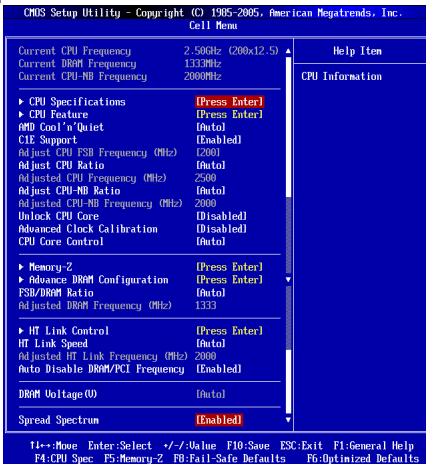 CMOS Setup Utility - Copyright (C) 1985-2005, American Megatrends, Inc.
Cell Menu
Current CPU Frequency 2.50GHz (200x12.5)
Current DRAM Frequency 1333MHz
Current CPU-NB Frequency 2000MHz
▶ CPU Specifications [Press Enter]
▶ CPU Feature [Press Enter]
AMD Cool'n'Quiet [Auto]
C1E Support [Enabled]
Adjust CPU FSB Frequency (MHz) [200]
Adjust CPU Ratio [Auto]
Adjusted CPU Frequency (MHz) 2500
Adjust CPU-NB Ratio [Auto]
Adjusted CPU-NB Frequency (MHz) 2000
Unlock CPU Core [Disabled]
Advanced Clock Calibration [Disabled]
CPU Core Control [Auto]
▶ Memory-Z [Press Enter]
▶ Advance DRAM Configuration [Press Enter]
FSB/DRAM Ratio [Auto]
Adjusted DRAM Frequency (MHz) 1333
▶ HT Link Control [Press Enter]
HT Link Speed [Auto]
Adjusted HT Link Frequency (MHz) 2000
Auto Disable DRAM/PCI Frequency [Enabled]
DRAM Voltage(V) [Auto]
Spread Spectrum [Enabled]
Help Item
CPU Information
↑↓←→:Move Enter:Select +/-/:Value F10:Save ESC:Exit F1:General Help
F4:CPU Spec F5:Memory-Z F8:Fail-Safe Defaults F6:Optimized Defaults